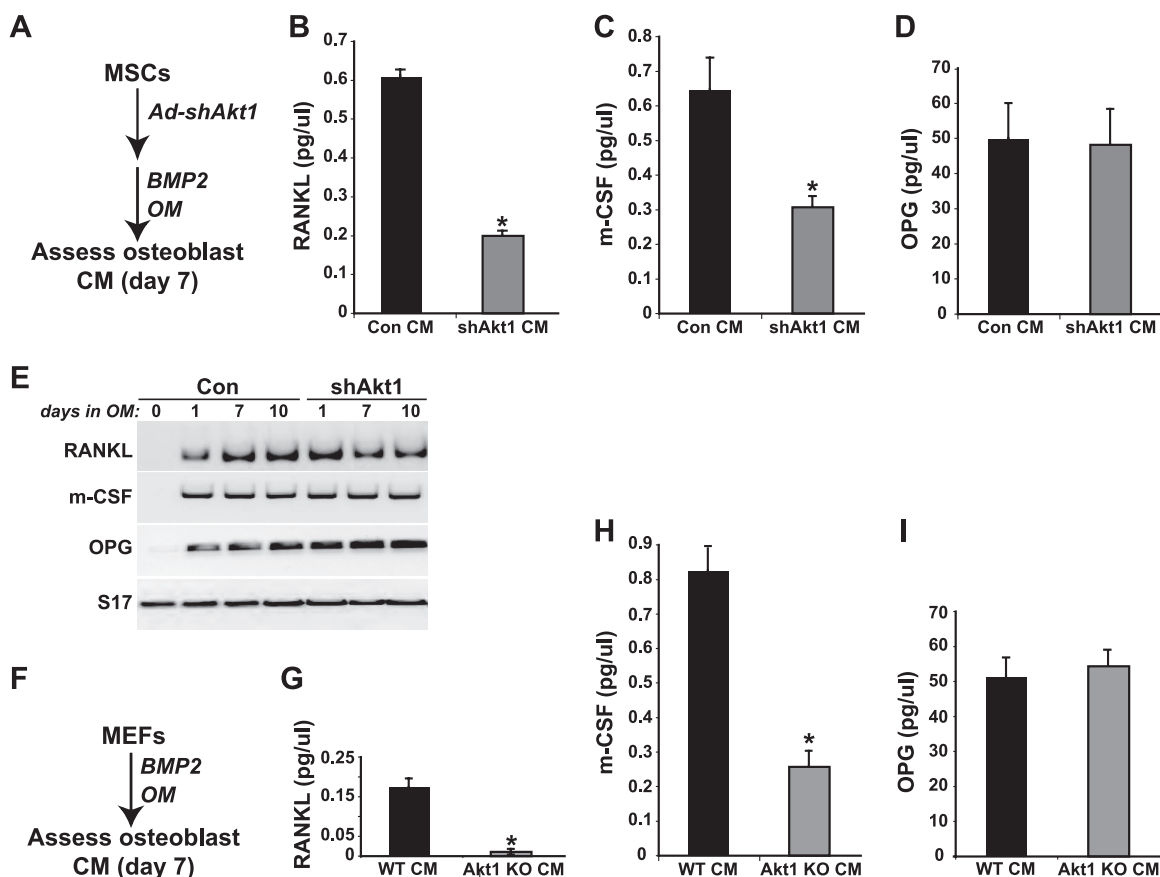 A
MSCs
Ad-shAkt1
BMP2
OM
Assess osteoblast
CM (day 7)
B
RANKL (pg/ul)
0.7
0.6
0.5
0.4
0.3
0.2
0.1
0
*
Con CM
shAkt1 CM
C
m-CSF (pg/ul)
0.8
0.7
0.6
0.5
0.4
0.3
0.2
0.1
0
*
Con CM
shAkt1 CM
D
OPG (pg/ul)
70
60
50
40
30
20
10
0
Con CM
shAkt1 CM
E
Con shAkt1
days in OM: 0 1 7 10 1 7 10
RANKL
m-CSF
OPG
S17
F
MEFs
BMP2
OM
Assess osteoblast
CM (day 7)
G
RANKL (pg/ul)
0.25
0.15
0.05
0
*
WT CM
Akt1 KO CM
H
m-CSF (pg/ul)
0.9
0.8
0.7
0.6
0.5
0.4
0.3
0.2
0.1
0
*
WT CM
Akt1 KO CM
I
OPG (pg/ul)
70
60
50
40
30
20
10
0
WT CM
Akt1 KO CM